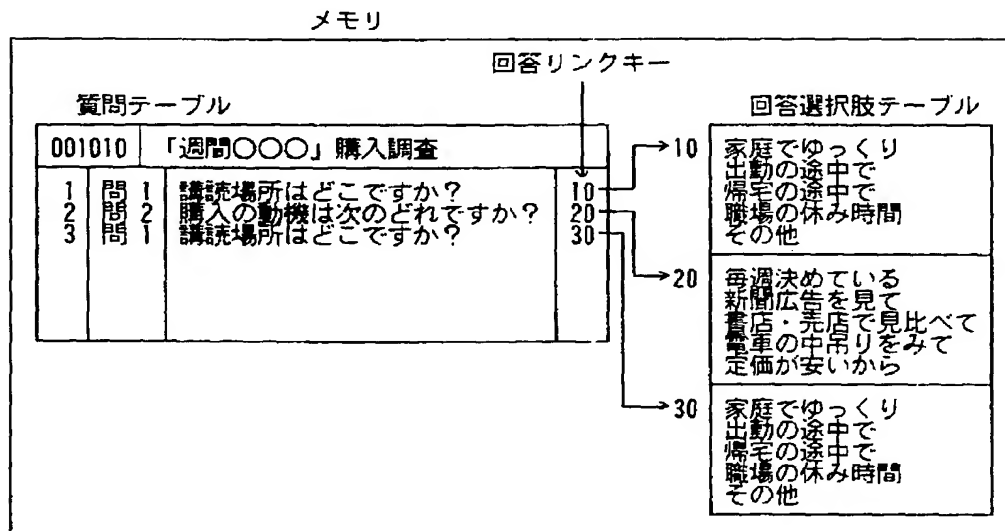 メモリ
回答リンクキー
質問テーブル
001010 「週間〇〇〇」購入調査
1 問 1 講読場所はどこですか? 10
2 問 2 購入の動機は次のどれですか? 20
3 問 1 講読場所はどこですか? 30
回答選択肢テーブル
10
家庭でゆっくり
出勤の途中で
帰宅の途中で
職場の休み時間
その他
20
毎週決めている
新聞広告を見て
書店・売店で見比べて
電車の中吊りをみて
定価が安いから
30
家庭でゆっくり
出勤の途中で
帰宅の途中で
職場の休み時間
その他